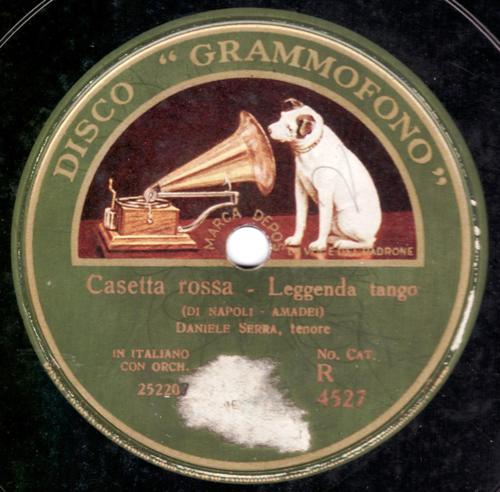 DISCO "GRAMMOFONO"
MARCA DEPOS
LA VOCE DEL PADRONE
Casetta rossa - Leggenda tango
(DI NAPOLI - AMADEI)
DANIELE SERRA, tenore
IN ITALIANO
CON ORCH.
25220
No. CAT.
R
4527